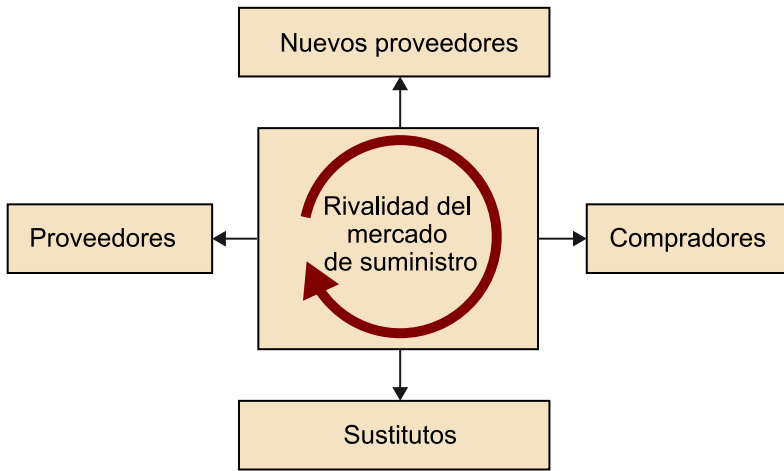 Nuevos proveedores
Rivalidad del
mercado
de suministro
Proveedores
Compradores
Sustitutos